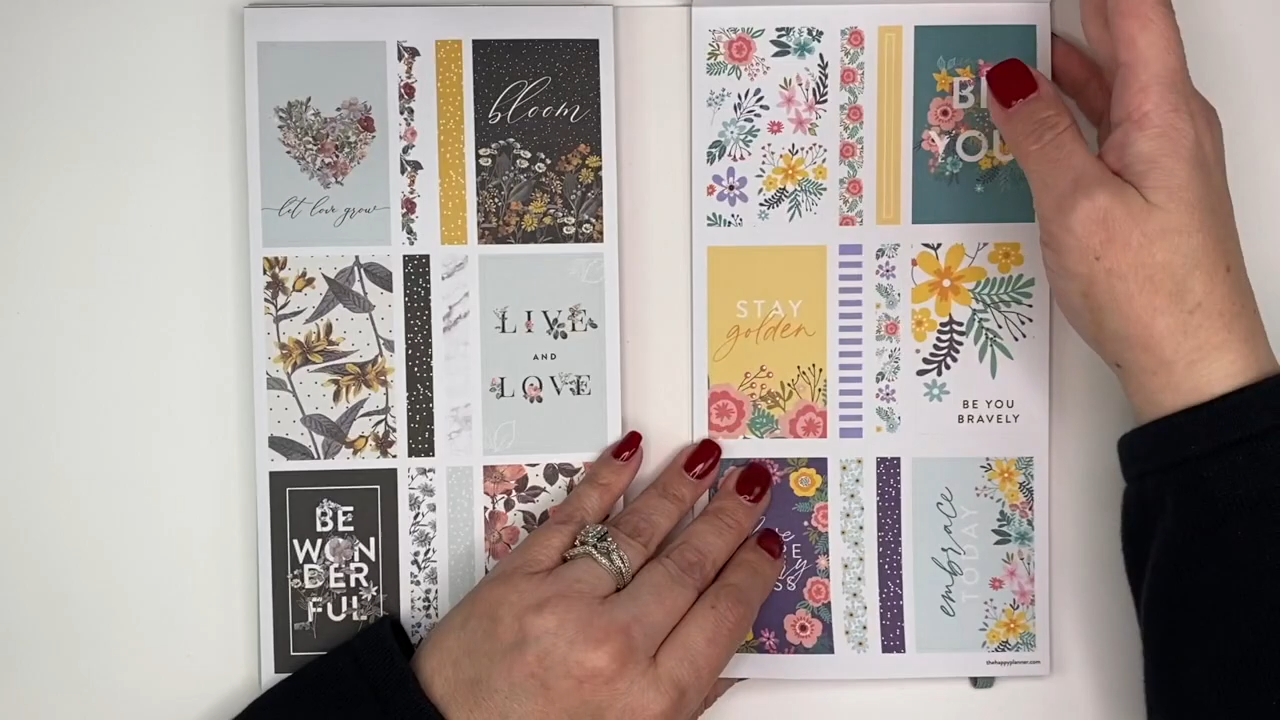 let love grow
bloom
LIVE
AND
LOVE
BE
WON
DER
FUL
YOU
STAY
golden
BE YOU
BRAVELY
embrace
TODAY
thehappyplanner.com